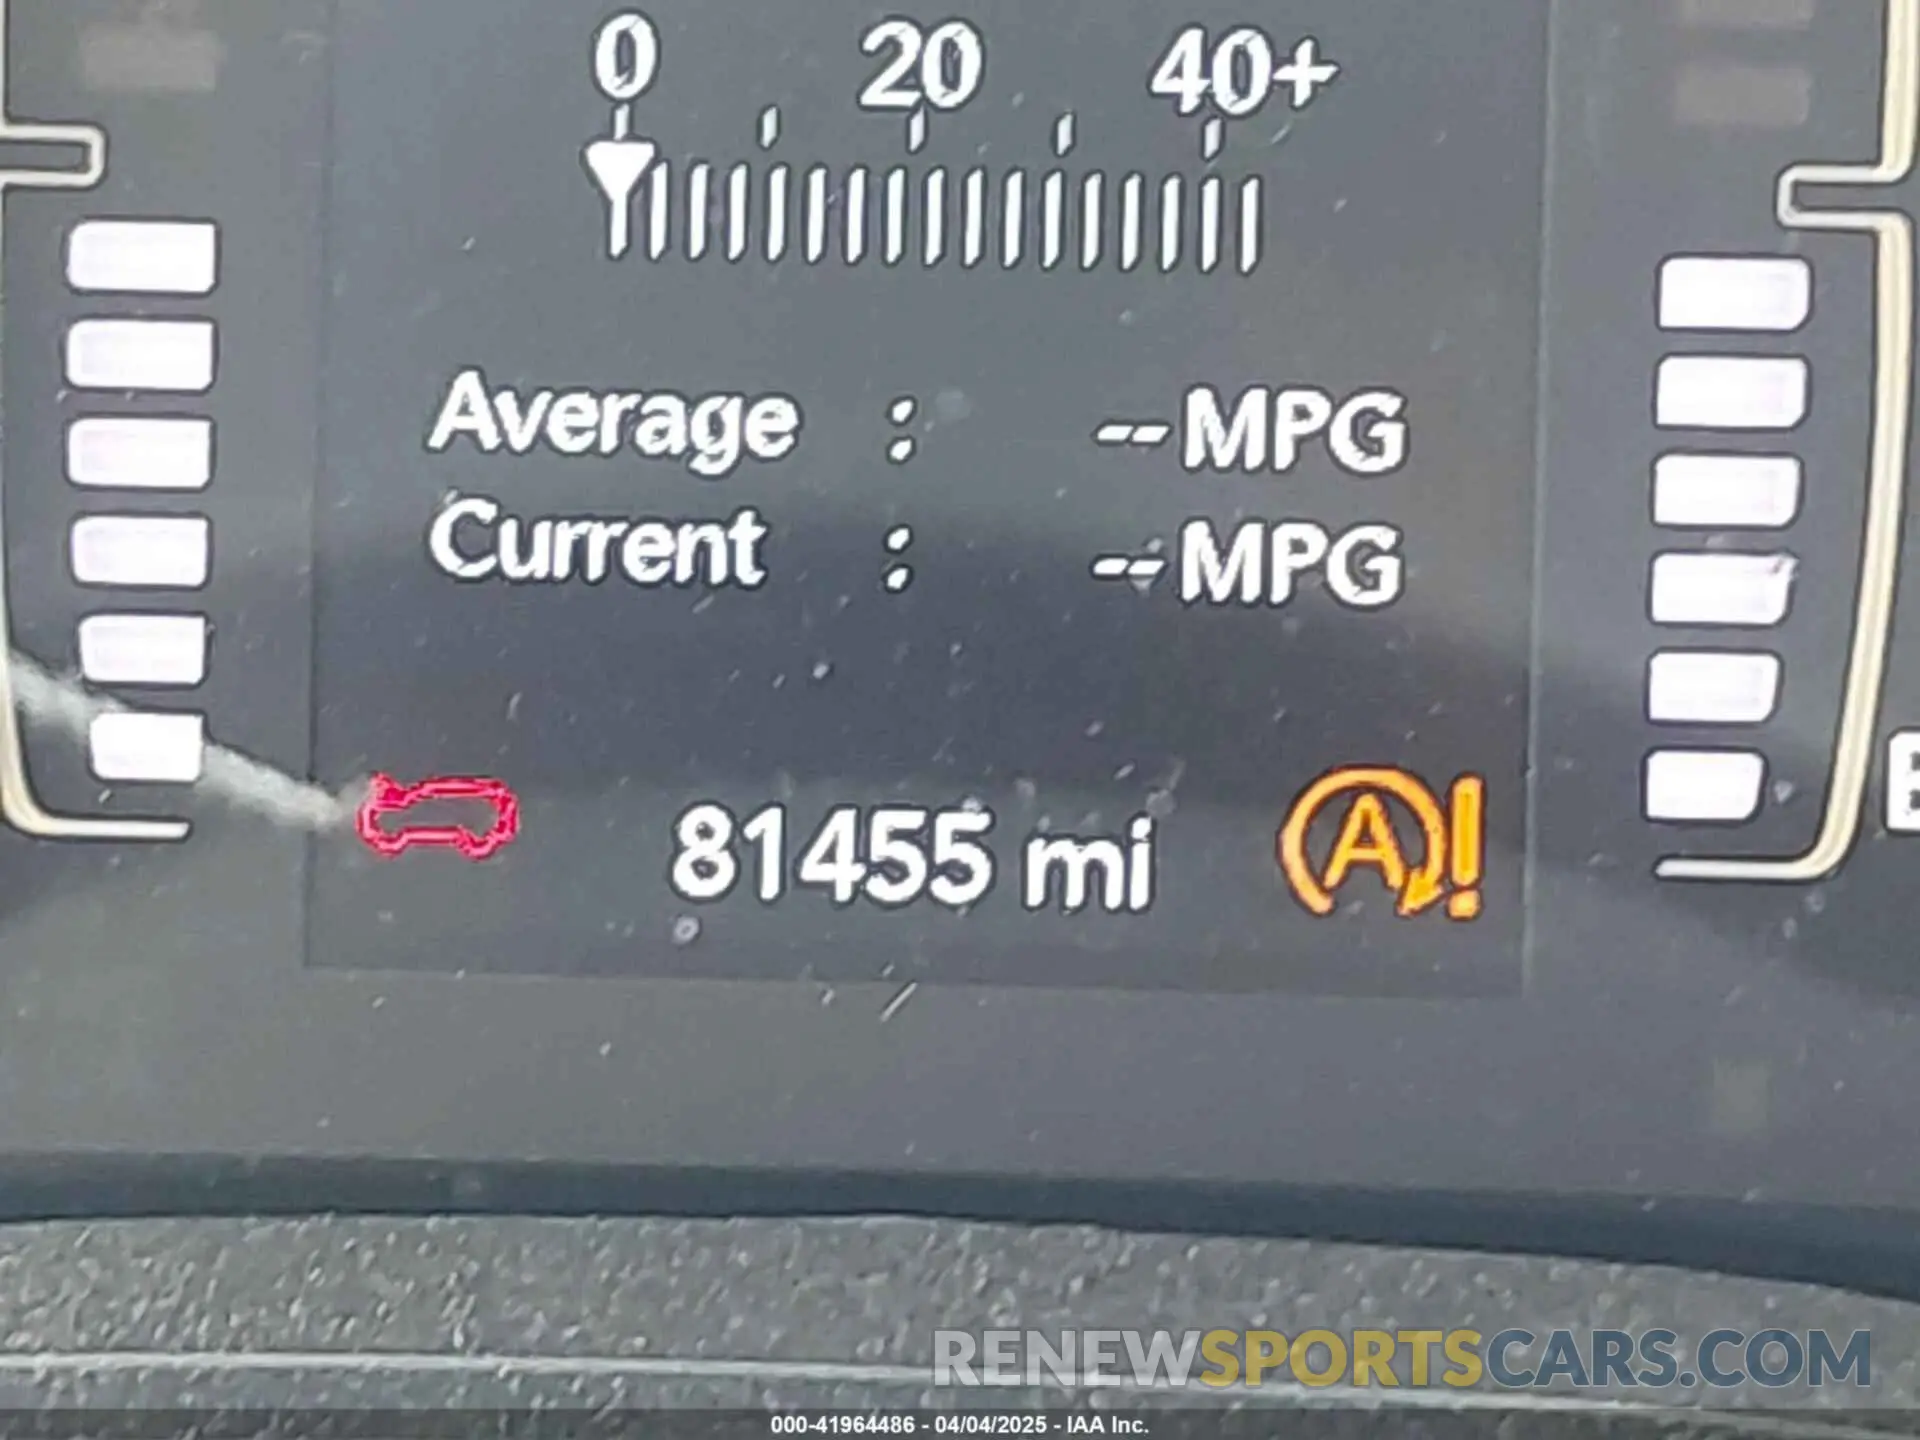 0 20 40+
Average : --MPG
Current : --MPG
81455 mi
A!
RENEWSPORTSCARS.COM
000-41964486 - 04/04/2025 - IAA Inc.